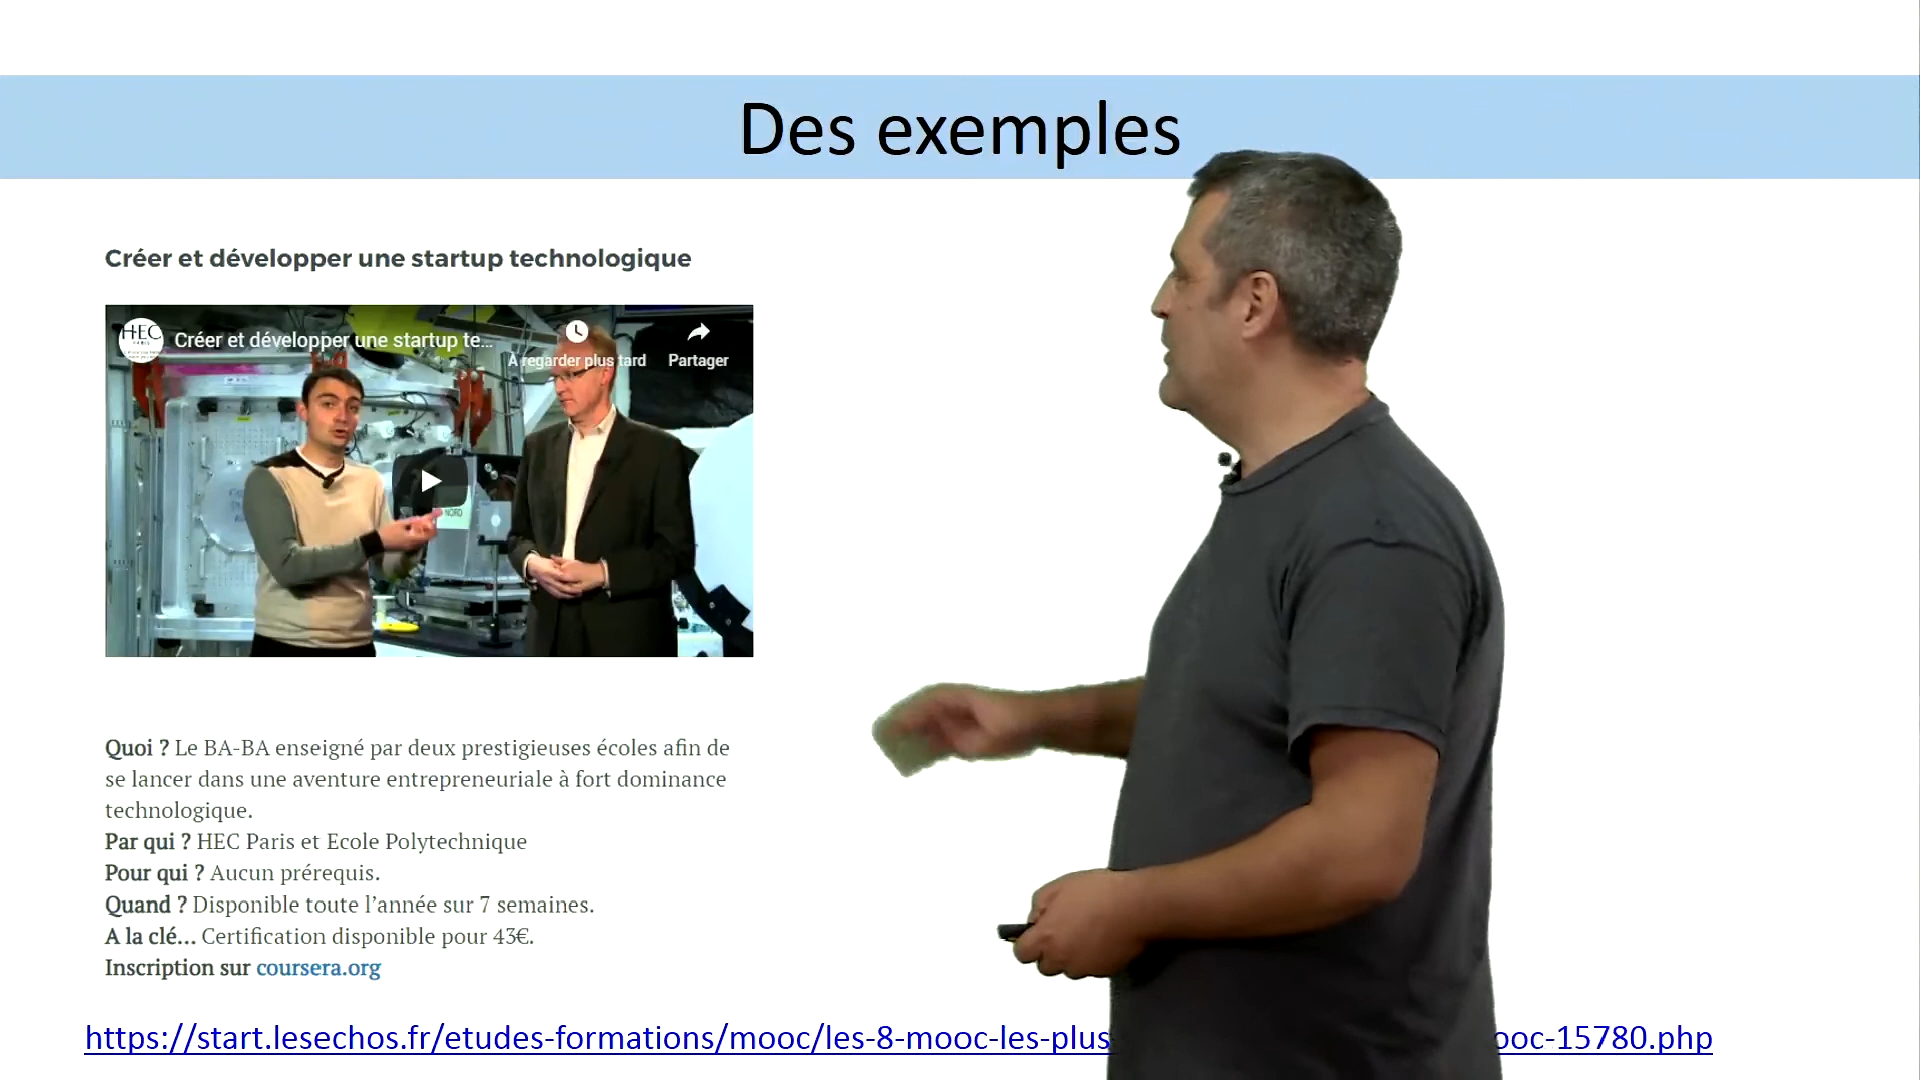 Des exemples
Créer et développer une startup technologique
HEC
PARIS
Créer et développer une startup te...
À regarder plus tard
Partager
NORD
Quoi ? Le BA-BA enseigné par deux prestigieuses écoles afin de
se lancer dans une aventure entrepreneuriale à fort dominance
technologique.
Par qui ? HEC Paris et Ecole Polytechnique
Pour qui ? Aucun prérequis.
Quand ? Disponible toute l'année sur 7 semaines.
A la clé... Certification disponible pour 43€.
Inscription sur coursera.org
https://start.lesechos.fr/etudes-formations/mooc/les-8-mooc-les-plus ooc-15780.php